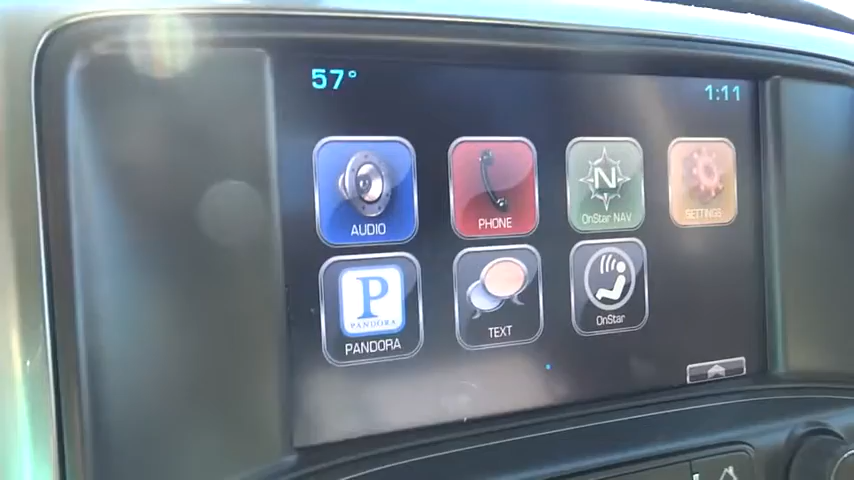 57° 1:11
AUDIO PHONE OnStar NAV SETTINGS
N
P
PANDORA
PANDORA TEXT OnStar